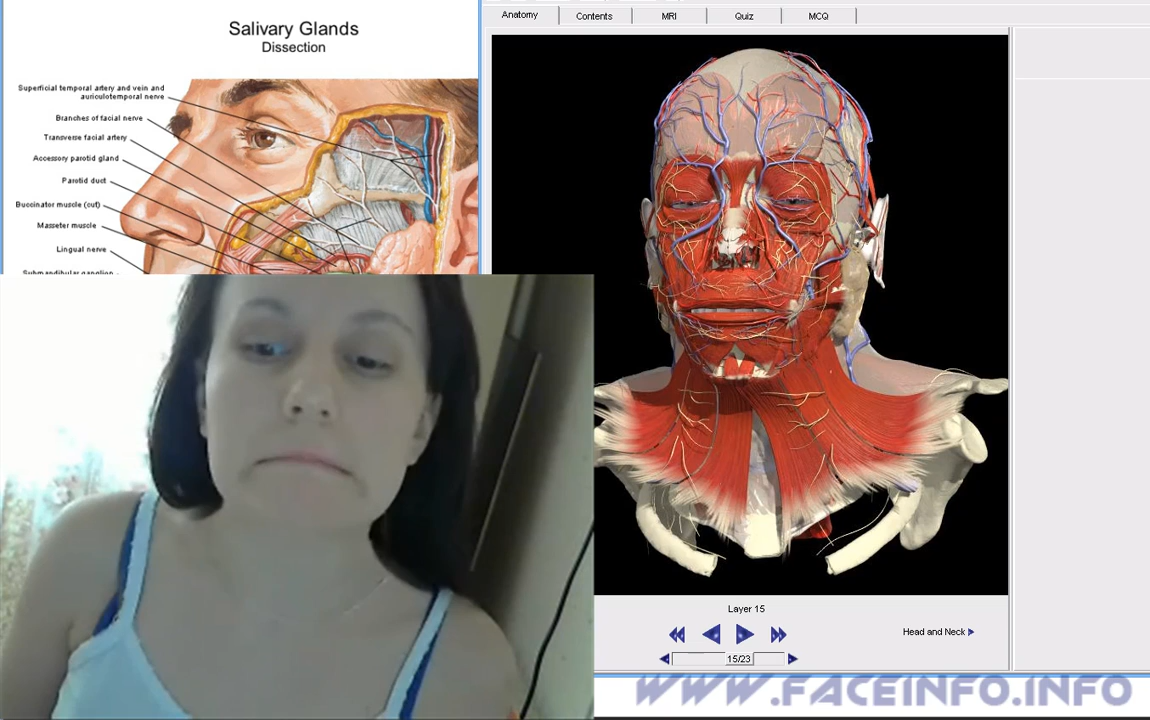 Salivary Glands
Dissection
Superficial temporal artery and vein and
auriculotemporal nerve
Branches of facial nerve
Transverse facial artery
Accessory parotid gland
Parotid duct
Buccinator muscle (cut)
Masseter muscle
Lingual nerve
Submandibular ganglion
Anatomy
Contents
MRI
Quiz
MCQ
Layer 15
15/23
Head and Neck
WWW.FACEINFO.INFO